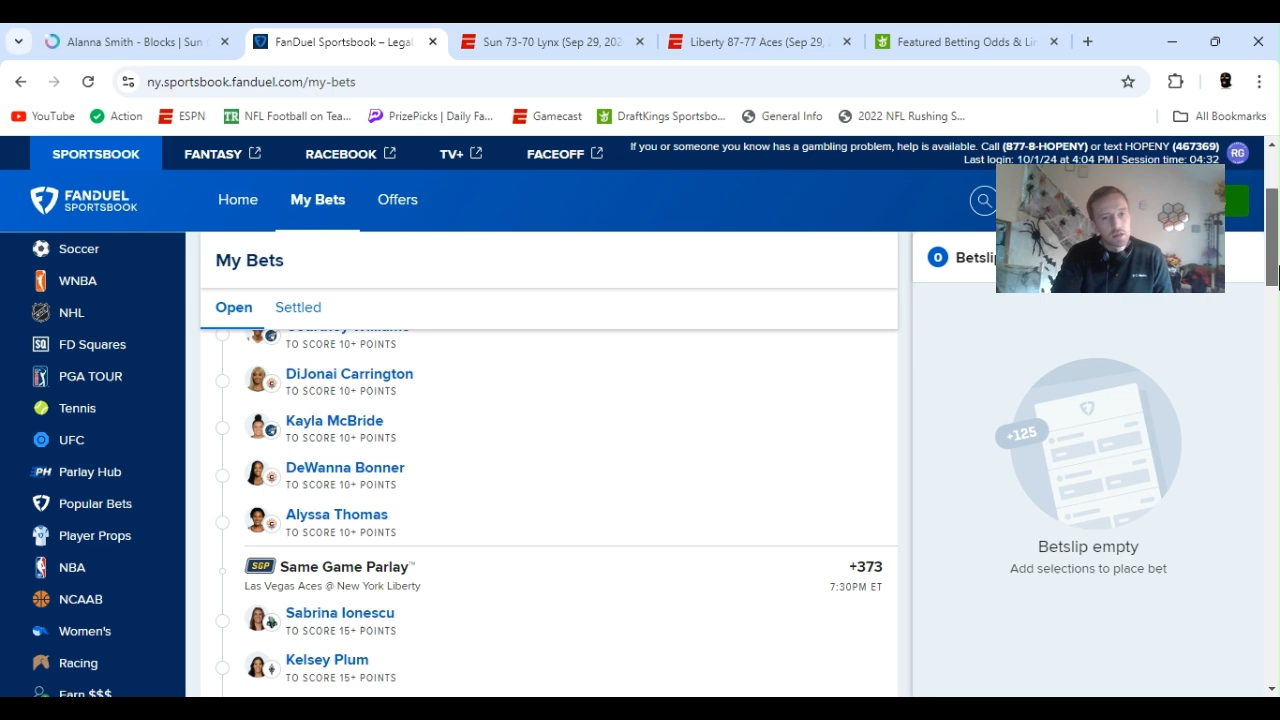 Alanna Smith - Blocks | Sun
FanDuel Sportsbook – Legal
Sun 73-70 Lynx (Sep 29, 202
Liberty 87-77 Aces (Sep 29,
Featured Betting Odds & Lin
ny.sportsbook.fanduel.com/my-bets
YouTube
Action
ESPN
NFL Football on Tea...
PrizePicks | Daily Fa...
Gamecast
DraftKings Sportsbo...
General Info
2022 NFL Rushing S...
All Bookmarks
SPORTSBOOK
FANTASY
RACEBOOK
TV+
FACEOFF
If you or someone you know has a gambling problem, help is available. Call (877-8-HOPENY) or text HOPENY (467369)
Last login: 10/1/24 at 4:04 PM | Session time: 04:32
RG
FANDUEL
SPORTSBOOK
Home
My Bets
Offers
Soccer
WNBA
NHL
FD Squares
PGA TOUR
Tennis
UFC
Parlay Hub
Popular Bets
Player Props
NBA
NCAAB
Women's
Racing
Earn $$$
My Bets
Open
Settled
Courtney Williams
TO SCORE 10+ POINTS
DiJonai Carrington
TO SCORE 10+ POINTS
Kayla McBride
TO SCORE 10+ POINTS
DeWanna Bonner
TO SCORE 10+ POINTS
Alyssa Thomas
TO SCORE 10+ POINTS
SGP Same Game Parlay™ +373
Las Vegas Aces @ New York Liberty 7:30PM ET
Sabrina Ionescu
TO SCORE 15+ POINTS
Kelsey Plum
TO SCORE 15+ POINTS
0 Betsli
+125
Betslip empty
Add selections to place bet